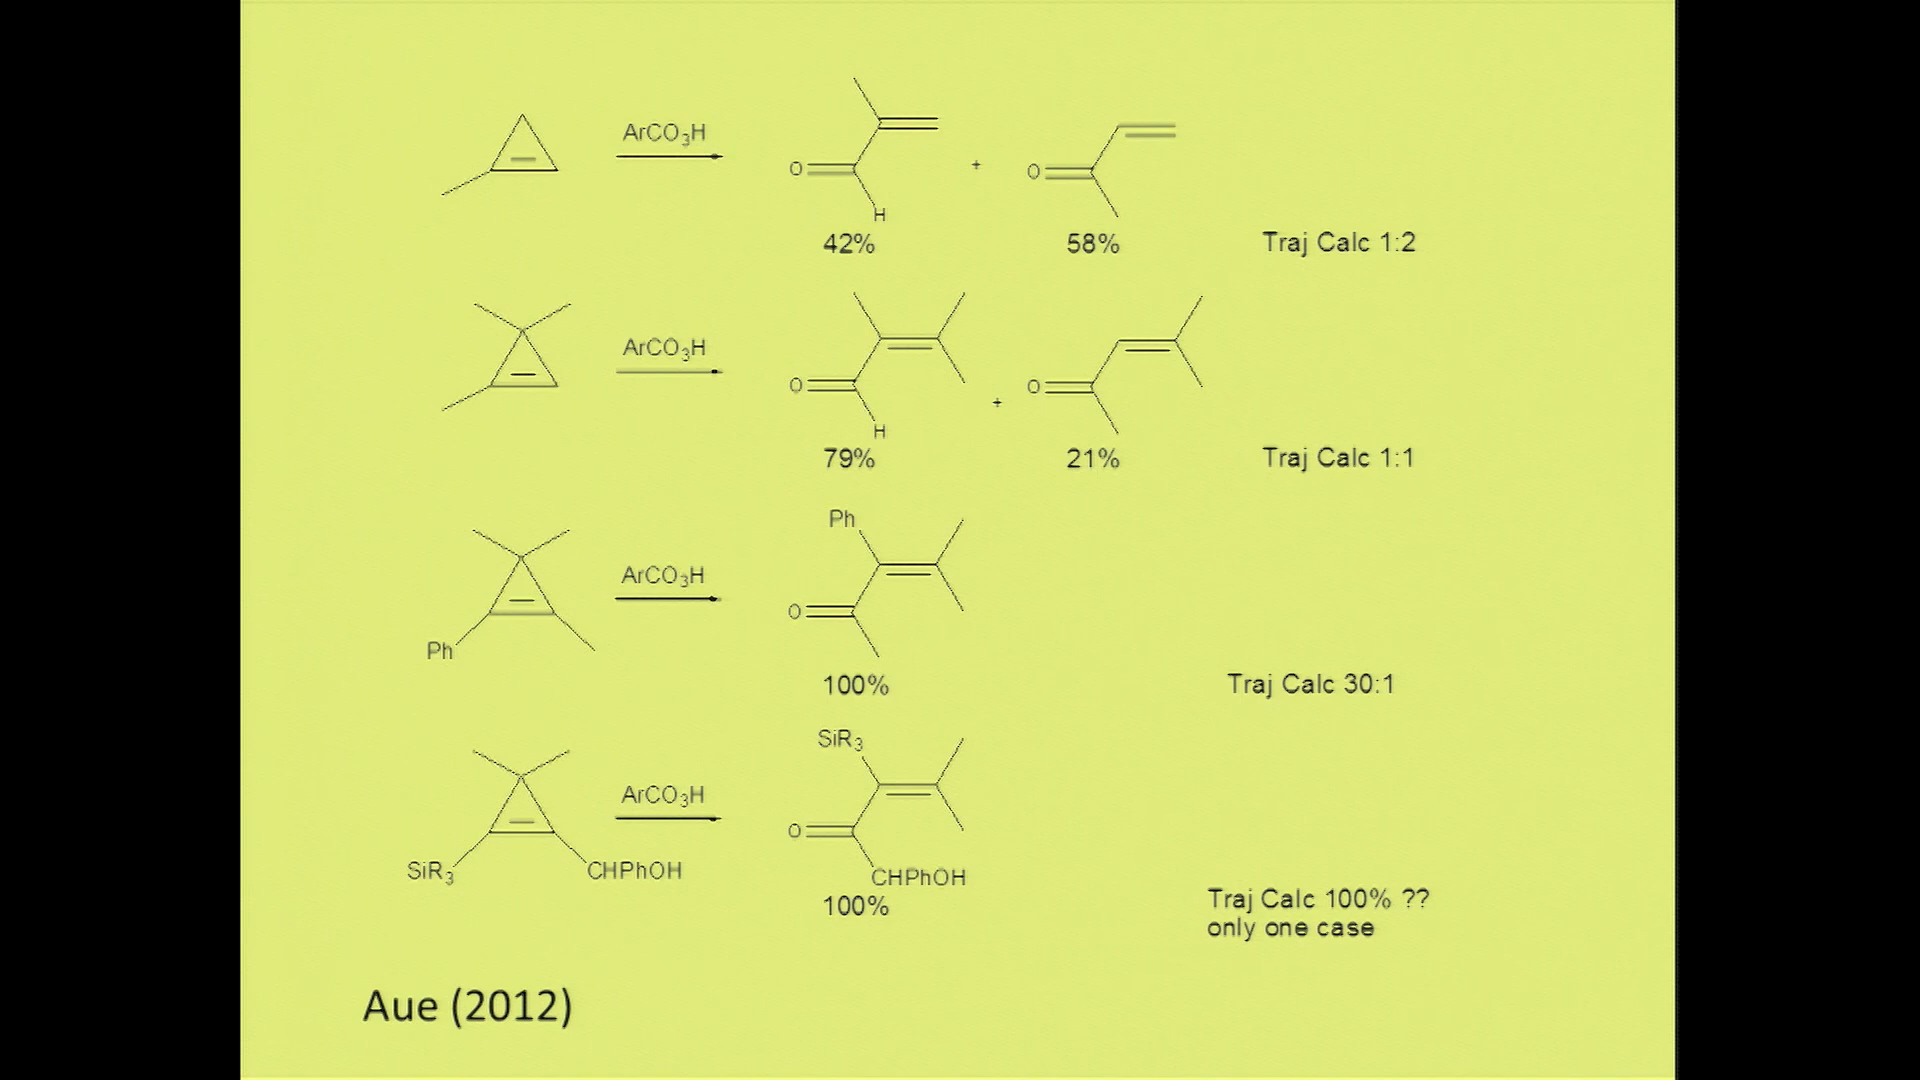 ArCO3H
O
H
+
O
42%
58%
Traj Calc 1:2
ArCO3H
O
H
+
O
79%
21%
Traj Calc 1:1
Ph
ArCO3H
O
Ph
100%
Traj Calc 30:1
SiR3
ArCO3H
O
SiR3
CHPhOH
CHPhOH
100%
Traj Calc 100% ??
only one case
Aue (2012)